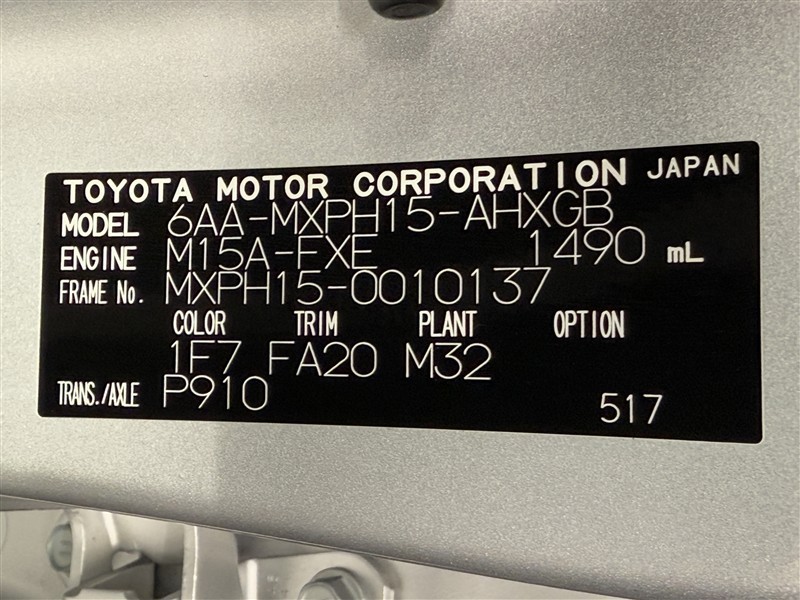 TOYOTA MOTOR CORPORATION JAPAN
MODEL 6AA-MXPH15-AHXGB
ENGINE M15A-FXE 1490 mL
FRAME No. MXPH15-0010137
COLOR TRIM PLANT OPTION
1F7 FA20 M32
TRANS./AXLE P910
517